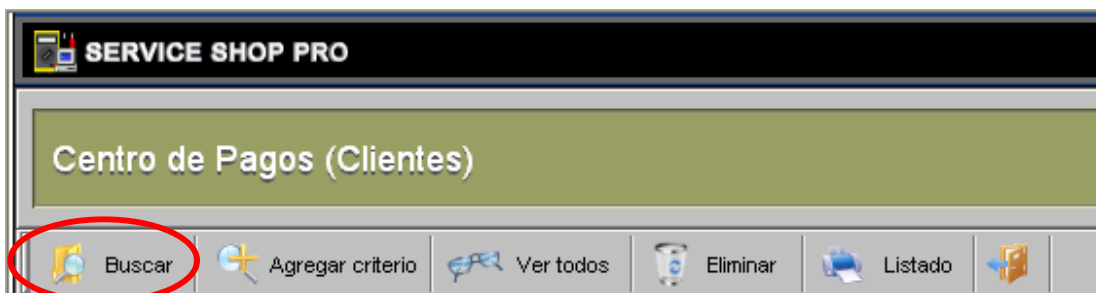 SERVICE SHOP PRO
Centro de Pagos (Clientes)
Buscar Agregar criterio Ver todos Eliminar Listado